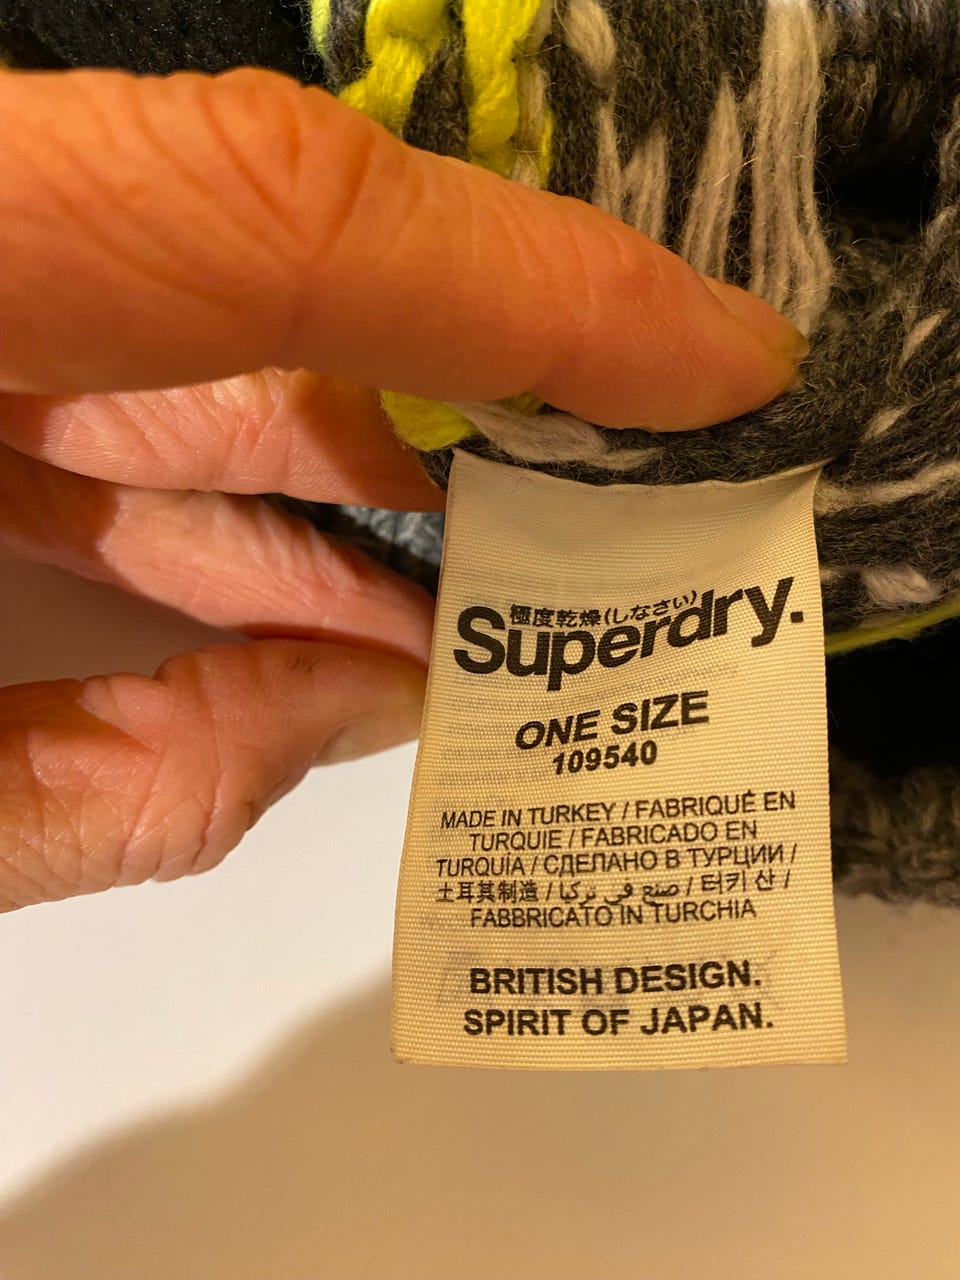 極度乾燥(しなさい)
Superdry.
ONE SIZE
109540
MADE IN TURKEY / FABRIQUÉ EN
TURQUIE / FABRICADO EN
TURQUÍA / СДЕЛАНО В ТУРЦИИ /
土耳其制造 / صنع في تركيا / 터키 산 /
FABBRICATO IN TURCHIA
BRITISH DESIGN.
SPIRIT OF JAPAN.